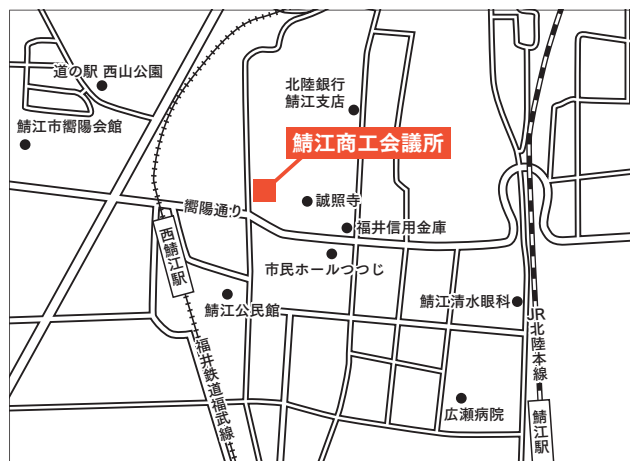 道の駅 西山公園
北陸銀行
鯖江支店
鯖江市嚮陽会館
鯖江商工会議所
嚮陽通り
誠照寺
福井信用金庫
西鯖江駅
市民ホールつつじ
鯖江公民館
鯖江清水眼科
JR北陸本線
福井鉄道福武線
広瀬病院
鯖江駅